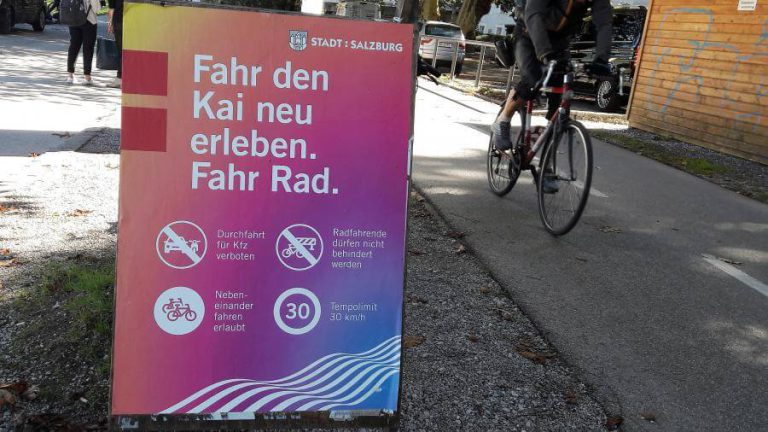 STADT : SALZBURG
Fahr den
Kai neu
erleben.
Fahr Rad.
Durchfahrt
für Kfz
verboten
Radfahrende
dürfen nicht
behindert
werden
Neben-
einander
fahren
erlaubt
30
Tempolimit
30 km/h